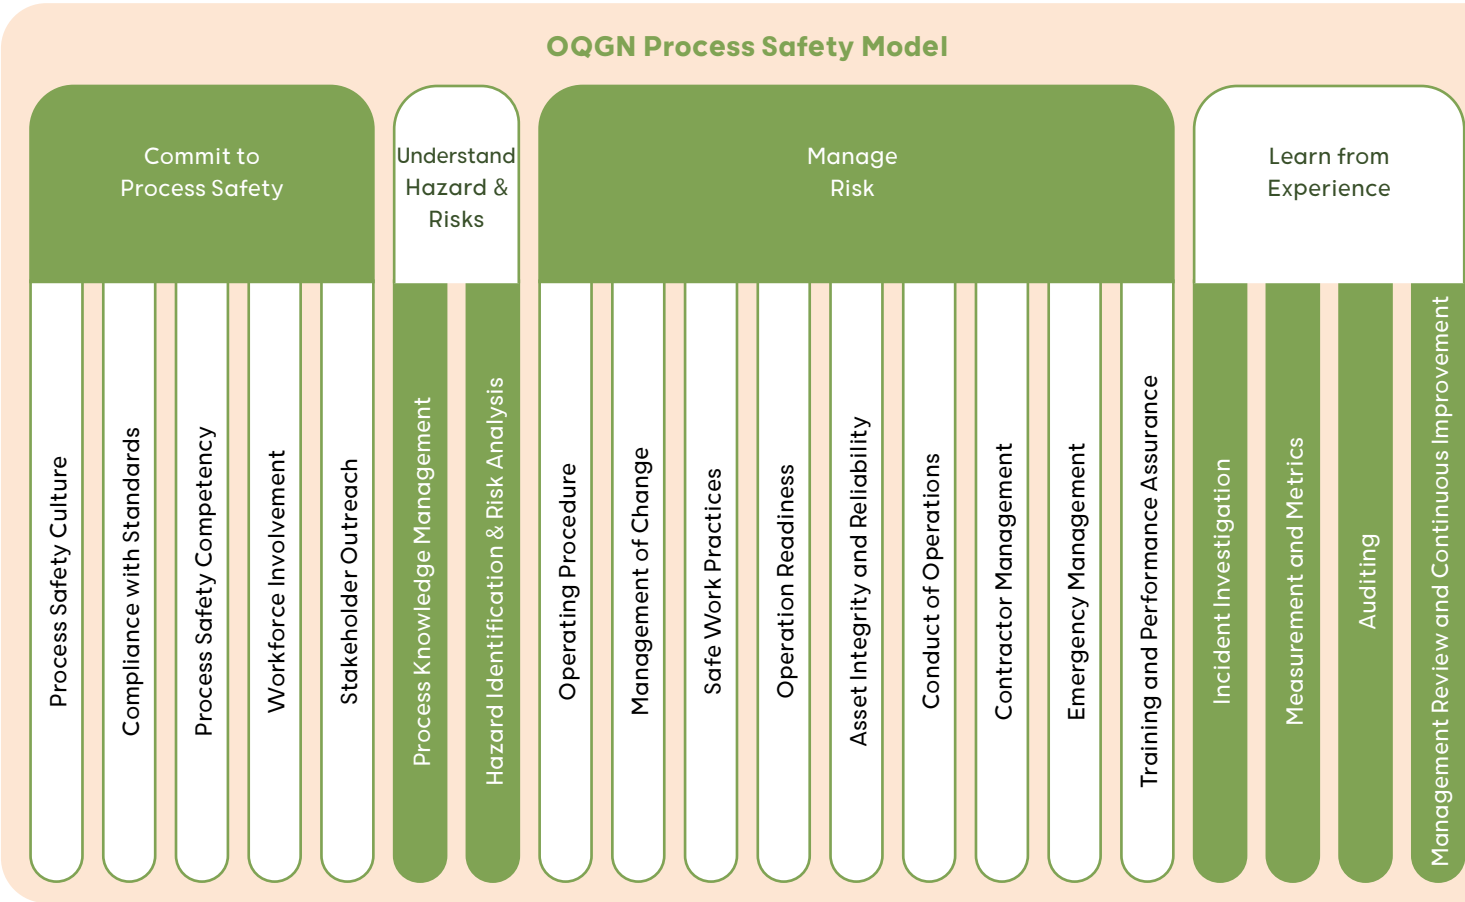 OQGN Process Safety Model
Commit to
Process Safety
Process Safety Culture
Compliance with Standards
Process Safety Competency
Workforce Involvement
Stakeholder Outreach
Understand
Hazard &
Risks
Process Knowledge Management
Hazard Identification & Risk Analysis
Manage
Risk
Operating Procedure
Management of Change
Safe Work Practices
Operation Readiness
Asset Integrity and Reliability
Conduct of Operations
Contractor Management
Emergency Management
Training and Performance Assurance
Learn from
Experience
Incident Investigation
Measurement and Metrics
Auditing
Management Review and Continuous Improvement